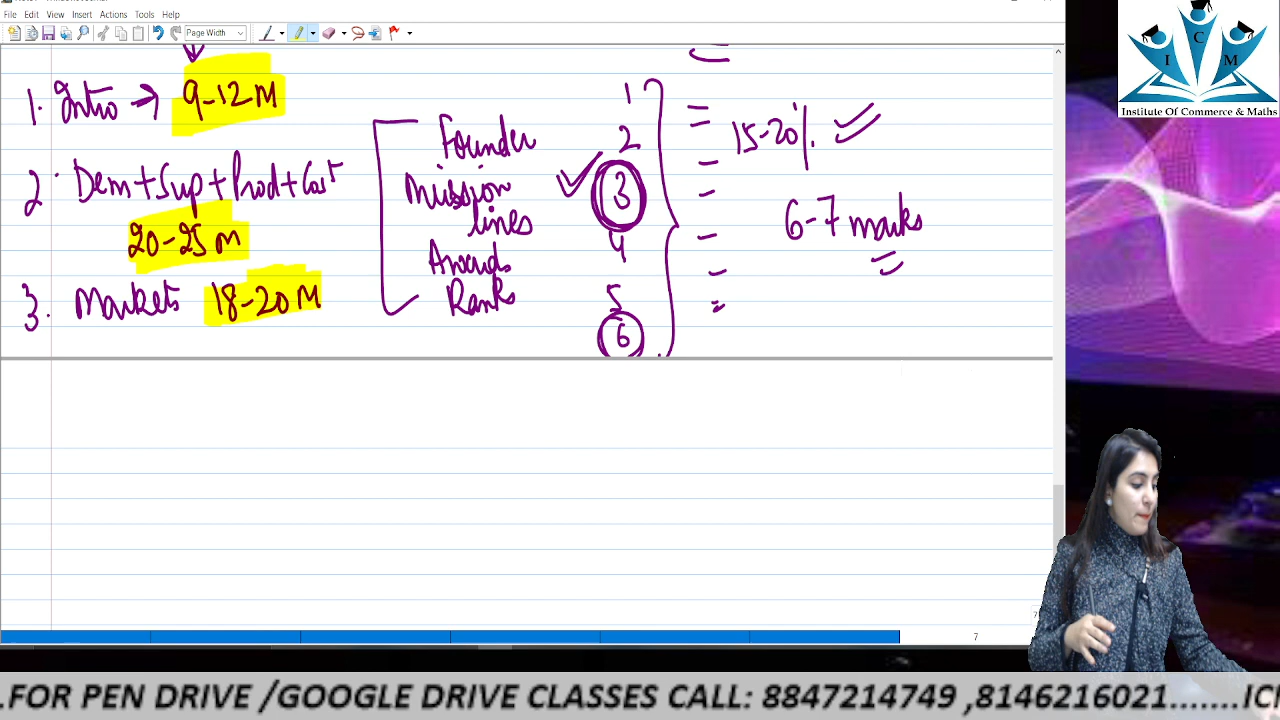 File Edit View Insert Actions Tools Help
Page Width
1. Intro → 9-12 M
2. Dem+Sup+Prod+Cost
20-25 m
3. Markets 18-20 M
Founder
Mission
lines
Awards
Ranks
1
2
3
4
5
6
15-20%
6-7 marks
7
I C M
Institute Of Commerce & Maths
.FOR PEN DRIVE /GOOGLE DRIVE CLASSES CALL: 8847214749 ,8146216021.......ICM